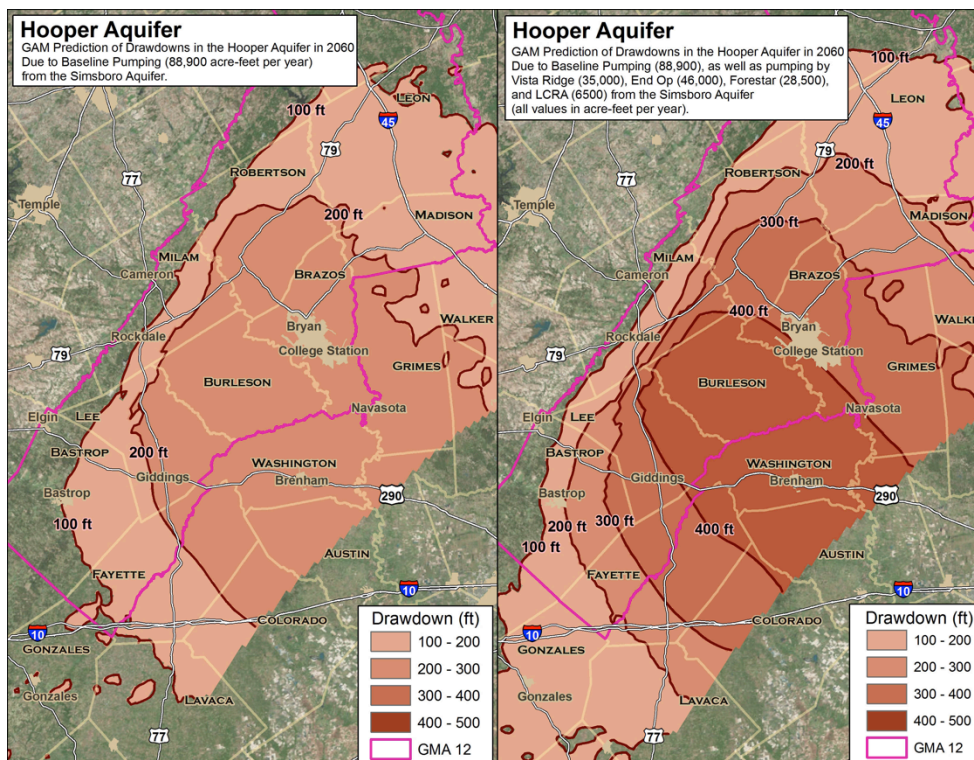 Hooper Aquifer
GAM Prediction of Drawdowns in the Hooper Aquifer in 2060
Due to Baseline Pumping (88,900 acre-feet per year)
from the Simsboro Aquifer.
100 ft
LEON
45
79
77
ROBERTSON
Temple
200 ft
MADISON
MILAM
Cameron
BRAZOS
WALKER
Bryan
Rockdale
79
College Station
GRIMES
BURLESON
Navasota
LEE
Elgin
BASTROP
200 ft
WASHINGTON
Giddings
Brenham
Bastrop
290
100 ft
AUSTIN
FAYETTE
10
COLORADO
10
GONZALES
Gonzales
LAVACA
77
Drawdown (ft)
100 - 200
200 - 300
300 - 400
400 - 500
GMA 12
Hooper Aquifer
GAM Prediction of Drawdowns in the Hooper Aquifer in 2060
Due to Baseline Pumping (88,900), as well as pumping by
Vista Ridge (35,000), End Op (46,000), Forestar (28,500),
and LCRA (6500) from the Simsboro Aquifer
(all values in acre-feet per year).
100 ft
LEON
45
79
77
200 ft
ROBERTSON
Temple
MADISON
300 ft
MILAM
Cameron
BRAZOS
400 ft
WALK
Bryan
Rockdale
79
College Station
GRIMES
BURLESON
Navasota
LEE
Elgin
BASTROP
WASHINGTON
Giddings
Brenham
Bastrop
290
200 ft
300 ft
400 ft
100 ft
AUSTIN
FAYETTE
10
COLORADO
10
GONZALES
Gonzales
LAVACA
77
Drawdown (ft)
100 - 200
200 - 300
300 - 400
400 - 500
GMA 12